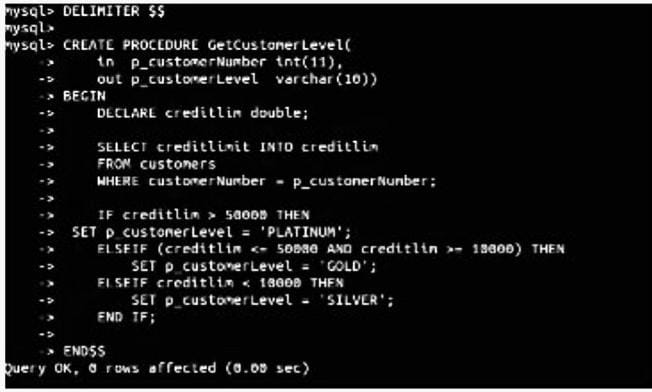 mysql> DELIMITER $$
mysql>
mysql> CREATE PROCEDURE GetCustomerLevel(
    ->     in  p_customerNumber int(11),
    ->     out p_customerLevel  varchar(10))
    -> BEGIN
    ->     DECLARE creditlim double;
    ->
    ->     SELECT creditlimit INTO creditlim
    ->     FROM customers
    ->     WHERE customerNumber = p_customerNumber;
    ->
    ->     IF creditlim > 50000 THEN
    ->  SET p_customerLevel = 'PLATINUM';
    ->     ELSEIF (creditlim <= 50000 AND creditlim >= 10000) THEN
    ->         SET p_customerLevel = 'GOLD';
    ->     ELSEIF creditlim < 10000 THEN
    ->         SET p_customerLevel = 'SILVER';
    ->     END IF;
    ->
    -> END$$
Query OK, 0 rows affected (0.00 sec)